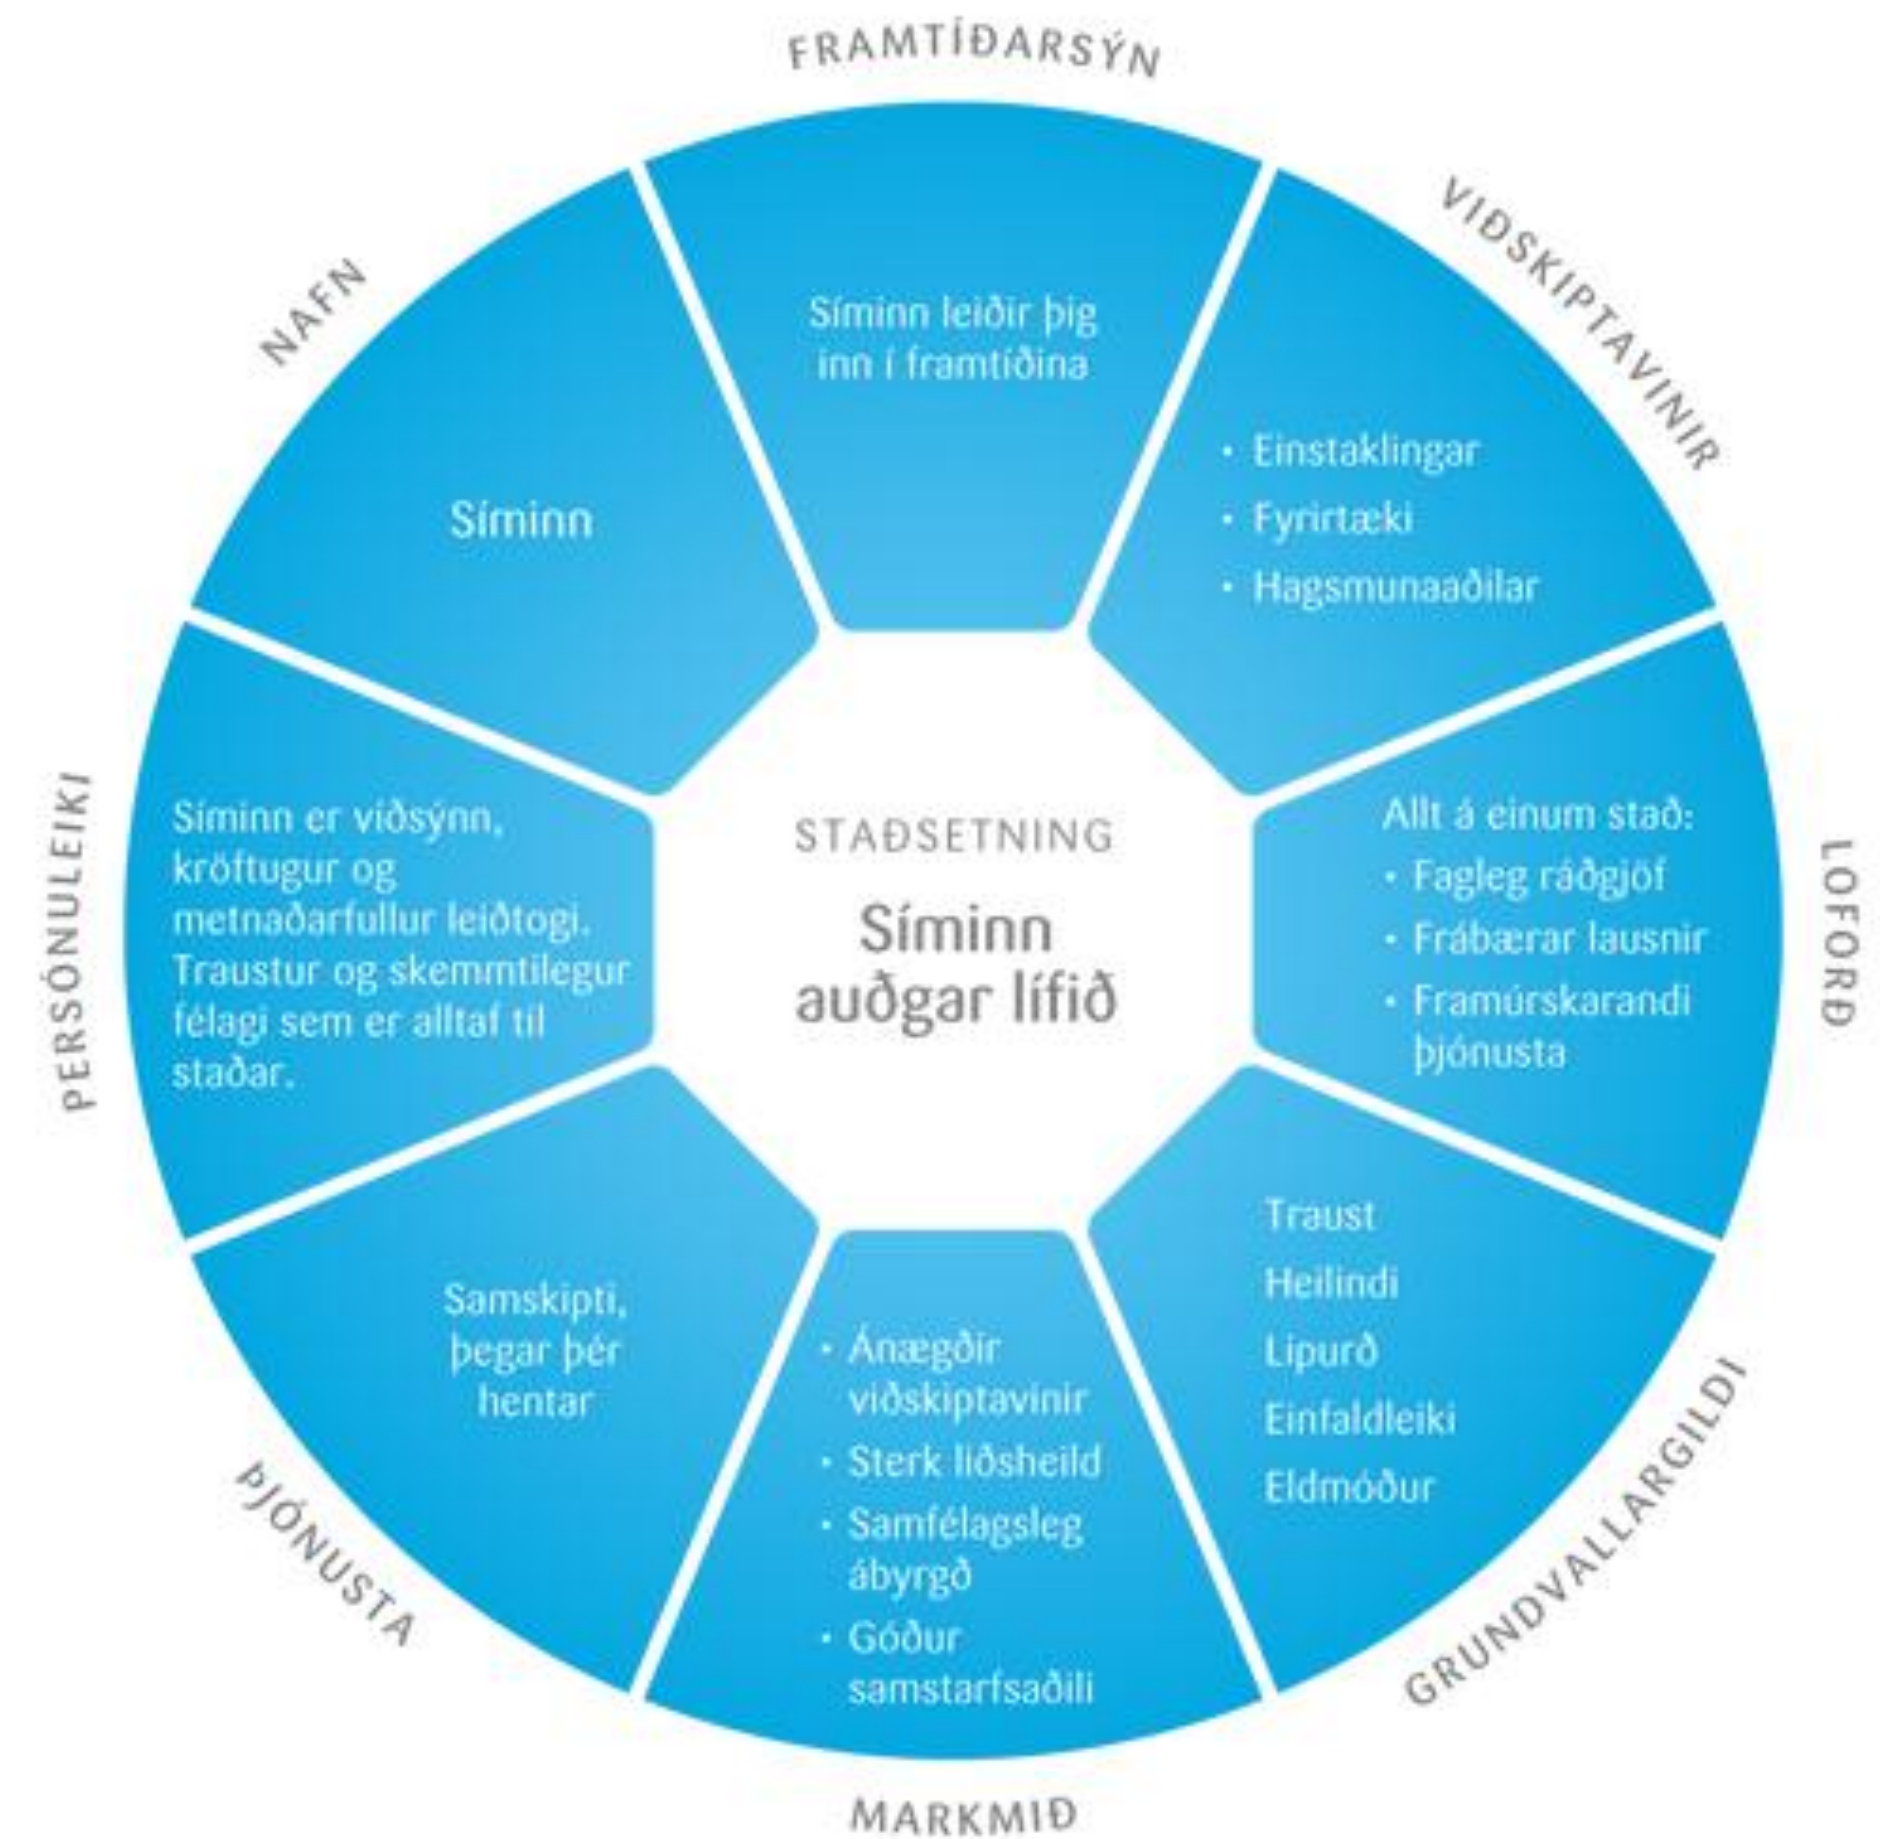 FRAMTÍÐARSÝN
Síminn leiðir þig
inn í framtíðina
VIÐSKIPTAVINIR
• Einstaklingar
• Fyrirtæki
• Hagsmunaaðilar
LOFORÐ
Allt á einum stað:
• Fagleg ráðgjöf
• Frábærar lausnir
• Framúrskarandi
þjónusta
GRUNDVALLARGILDI
Traust
Heilindi
Lipurð
Einfaldleiki
Eldmóður
MARKMIÐ
• Ánægðir
viðskiptavinir
• Sterk liðsheild
• Samfélagsleg
ábyrgð
• Góður
samstarfsaðili
ÞJÓNUSTA
Samskipti,
þegar þér
hentar
PERSÓNULEIKI
Síminn er víðsýnn,
kröftugur og
metnaðarfullur leiðtogi.
Traustur og skemmtilegur
félagi sem er alltaf til
staðar.
NAFN
Síminn
STAÐSETNING
Síminn
auðgar lífið